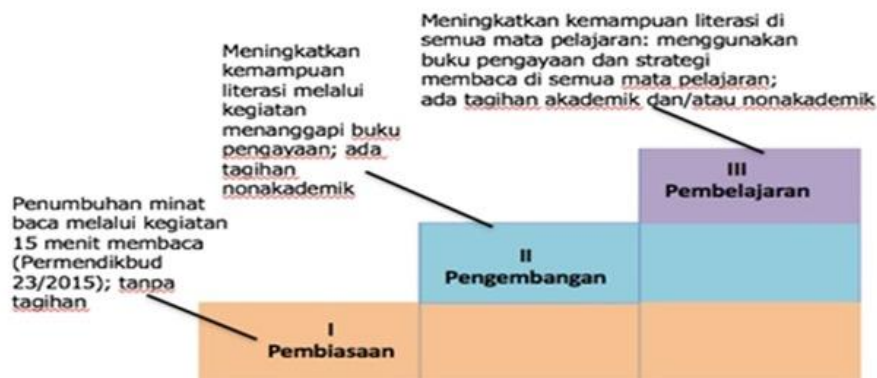 Meningkatkan kemampuan literasi di
semua mata pelajaran: menggunakan
buku pengayaan dan strategi
membaca di semua mata pelajaran;
ada tagihan akademik dan/atau nonakademik
Meningkatkan
kemampuan
literasi melalui
kegiatan
menanggapi buku
pengayaan; ada
tagihan
nonakademik
Penumbuhan minat
baca melalui kegiatan
15 menit membaca
(Permendikbud
23/2015); tanpa
tagihan
III
Pembelajaran
II
Pengembangan
I
Pembiasaan